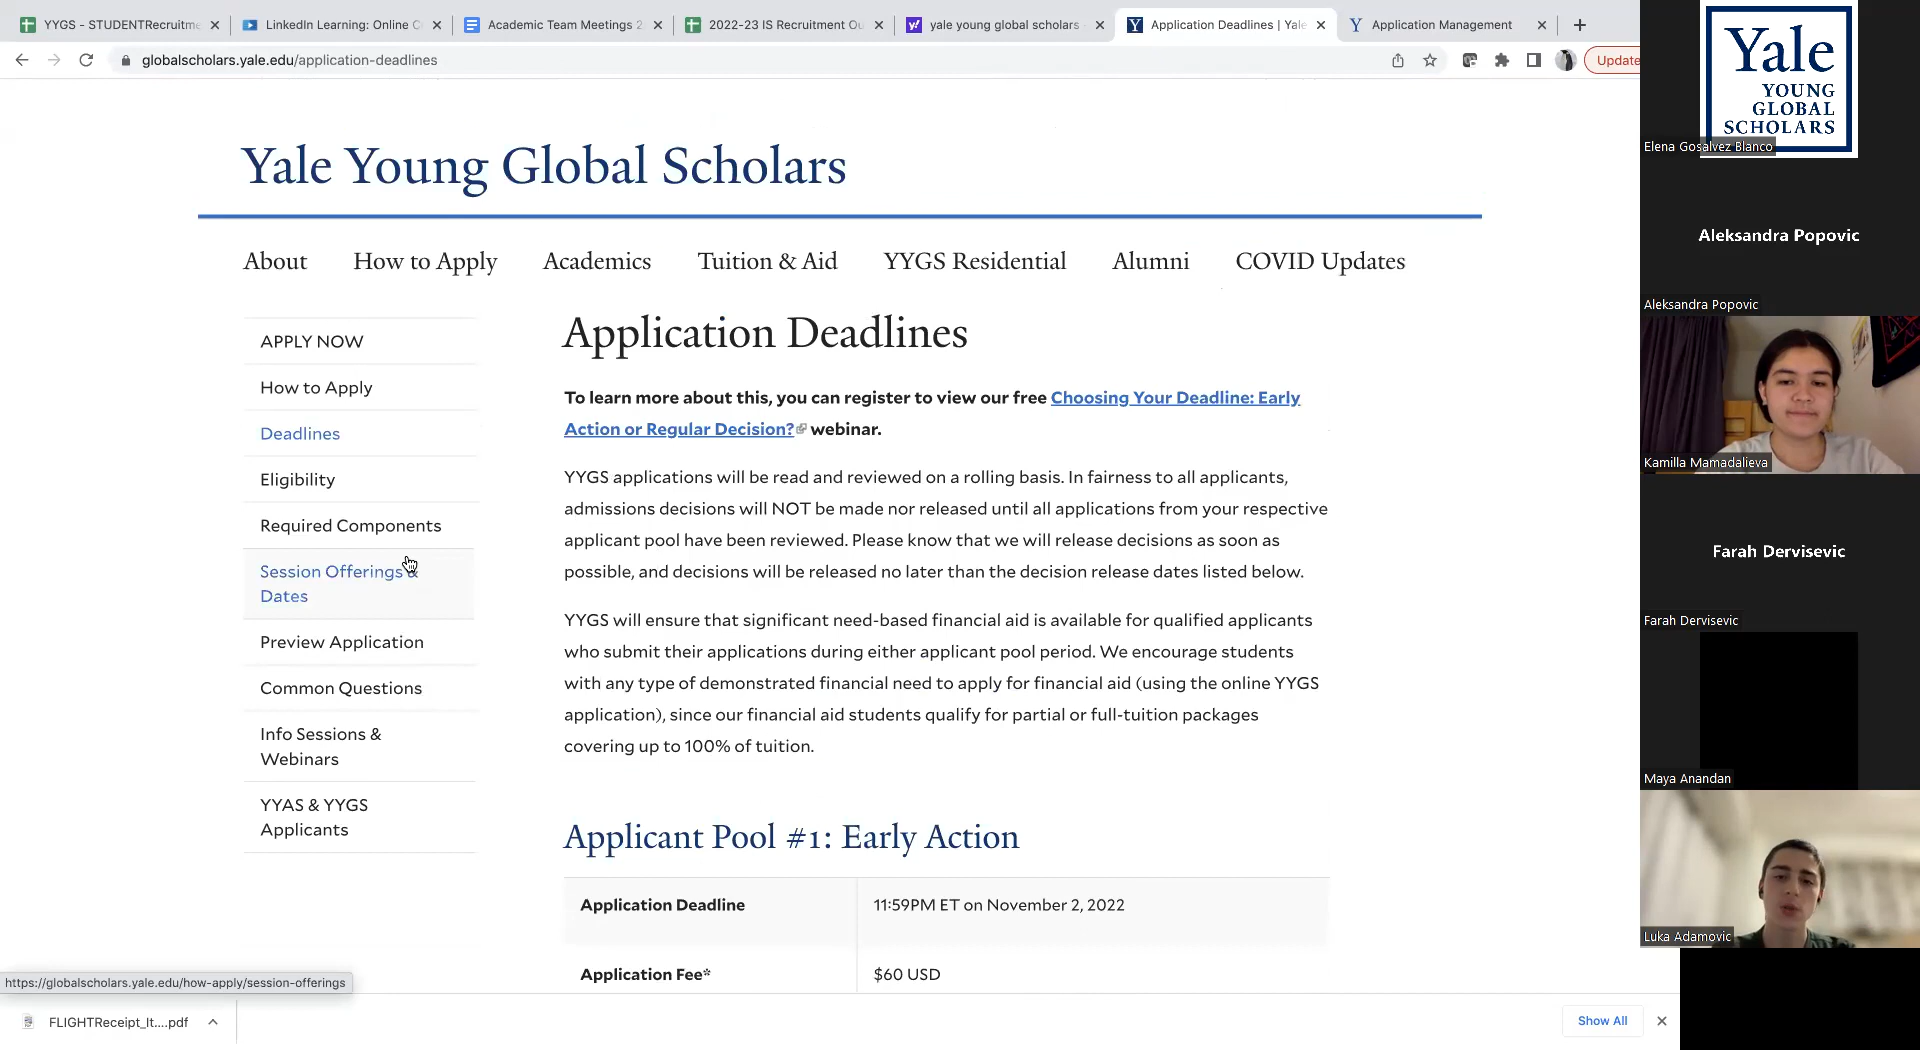 YYGS - STUDENTRecruitme
LinkedIn Learning: Online C
Academic Team Meetings 2
2022-23 IS Recruitment Ou
yale young global scholars -
Application Deadlines | Yale
Application Management
globalscholars.yale.edu/application-deadlines
Update
Yale Young Global Scholars
About
How to Apply
Academics
Tuition & Aid
YYGS Residential
Alumni
COVID Updates
APPLY NOW
How to Apply
Deadlines
Eligibility
Required Components
Session Offerings &
Dates
Preview Application
Common Questions
Info Sessions &
Webinars
YYAS & YYGS
Applicants
Application Deadlines
To learn more about this, you can register to view our free Choosing Your Deadline: Early
Action or Regular Decision? webinar.
YYGS applications will be read and reviewed on a rolling basis. In fairness to all applicants,
admissions decisions will NOT be made nor released until all applications from your respective
applicant pool have been reviewed. Please know that we will release decisions as soon as
possible, and decisions will be released no later than the decision release dates listed below.
YYGS will ensure that significant need-based financial aid is available for qualified applicants
who submit their applications during either applicant pool period. We encourage students
with any type of demonstrated financial need to apply for financial aid (using the online YYGS
application), since our financial aid students qualify for partial or full-tuition packages
covering up to 100% of tuition.
Applicant Pool #1: Early Action
Application Deadline
11:59PM ET on November 2, 2022
Application Fee*
$60 USD
https://globalscholars.yale.edu/how-apply/session-offerings
FLIGHTReceipt_It....pdf
Show All
Yale
YOUNG
GLOBAL
SCHOLARS
Elena Gosalvez Blanco
Aleksandra Popovic
Aleksandra Popovic
Kamilla Mamadalieva
Farah Dervisevic
Farah Dervisevic
Maya Anandan
Luka Adamovic